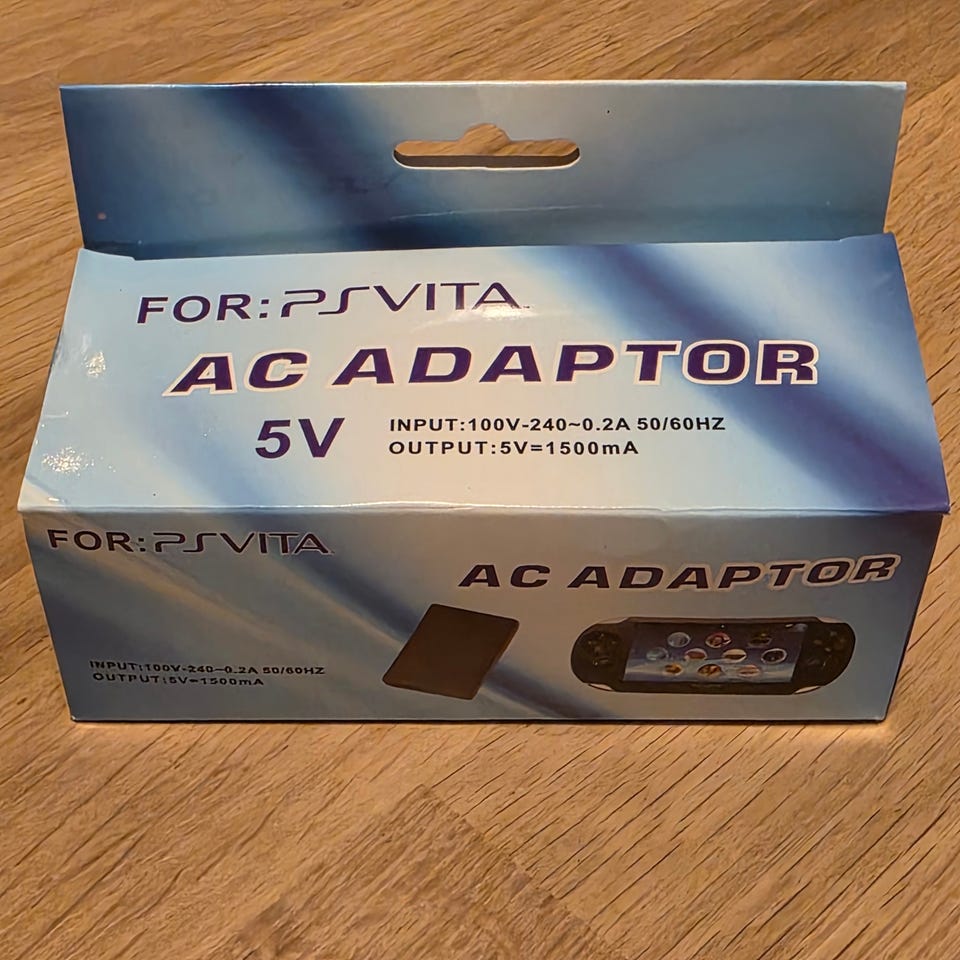 FOR: PSVITA™
AC ADAPTOR
5V
INPUT:100V-240~0.2A 50/60HZ
OUTPUT:5V=1500mA
FOR: PSVITA
AC ADAPTOR
INPUT:100V-240~0.2A 50/60HZ
OUTPUT:5V=1500mA